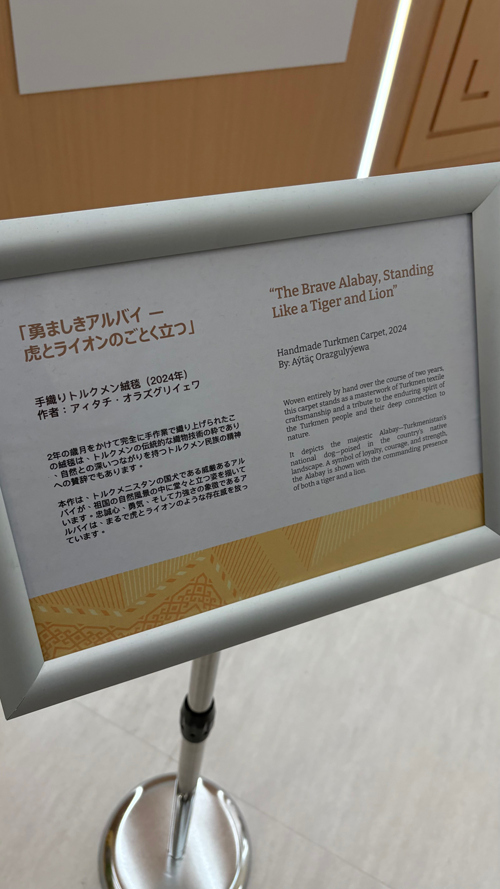 「勇ましきアルバイ ー
虎とライオンのごとく立つ」
手織りトルクメン絨毯（2024年）
作者：アィタチ・オラズグリィェワ
2年の歳月をかけて完全に手作業で織り上げられたこ
の絨毯は、トルクメンの伝統的な織物技術の粋であり
、自然との深いつながりを持つトルクメン民族の精神
への賛辞でもあります。
本作は、トルクメニスタンの国犬である威厳あるアル
バイが、祖国の自然風景の中に堂々と立つ姿を描いて
います。忠誠心、勇気、そして力強さの象徴であるア
ルバイは、まるで虎とライオンのような存在感を放っ
ています。
“The Brave Alabay, Standing
Like a Tiger and Lion”
Handmade Turkmen Carpet, 2024
By: Aýtäç Orazgulyýewa
Woven entirely by hand over the course of two years,
this carpet stands as a masterwork of Turkmen textile
craftsmanship and a tribute to the enduring spirit of
the Turkmen people and their deep connection to
nature.
It depicts the majestic Alabay—Turkmenistan's
national dog—poised in the country's native
landscape. A symbol of loyalty, courage, and strength,
the Alabay is shown with the commanding presence
of both a tiger and a lion.